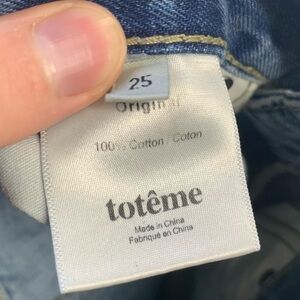 25
Original
100% Cotton / Coton
totême
Made in China
Fabriqué en Chine